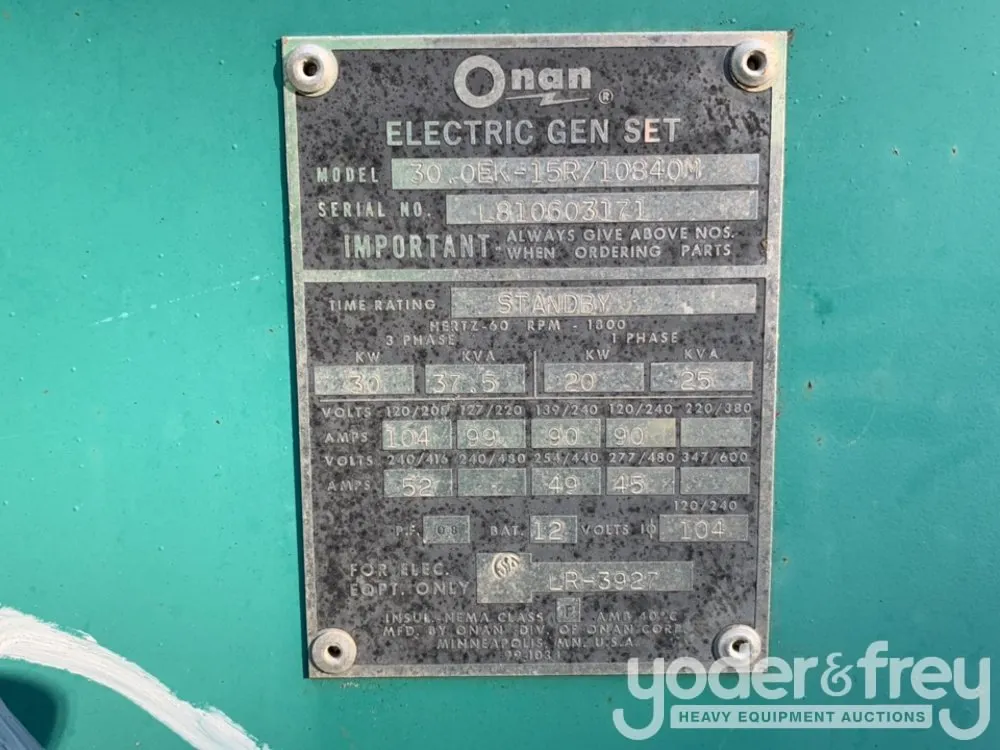 Onan ®
ELECTRIC GEN SET
MODEL 30.0EK-15R/10840M
SERIAL NO. L810603171
IMPORTANT ALWAYS GIVE ABOVE NOS.
WHEN ORDERING PARTS
TIME RATING STANDBY
HERTZ-60 RPM - 1800
3 PHASE 1 PHASE
KW KVA KW KVA
30 37.5 20 25
VOLTS 120/208 127/220 139/240 120/240 220/380
AMPS 104 99 90 90
VOLTS 240/416 240/480 254/440 277/480 347/600
AMPS 52 49 45
120/240
P.F. BAT. 12 VOLTS 1Ø 104
FOR ELEC.
EQPT. ONLY LR-3927
INSUL. NEMA CLASS F AMB 40°C
MFD. BY ONAN DIV. OF ONAN CORP.
MINNEAPOLIS, MN. U.S.A.
yoder&frey
HEAVY EQUIPMENT AUCTIONS